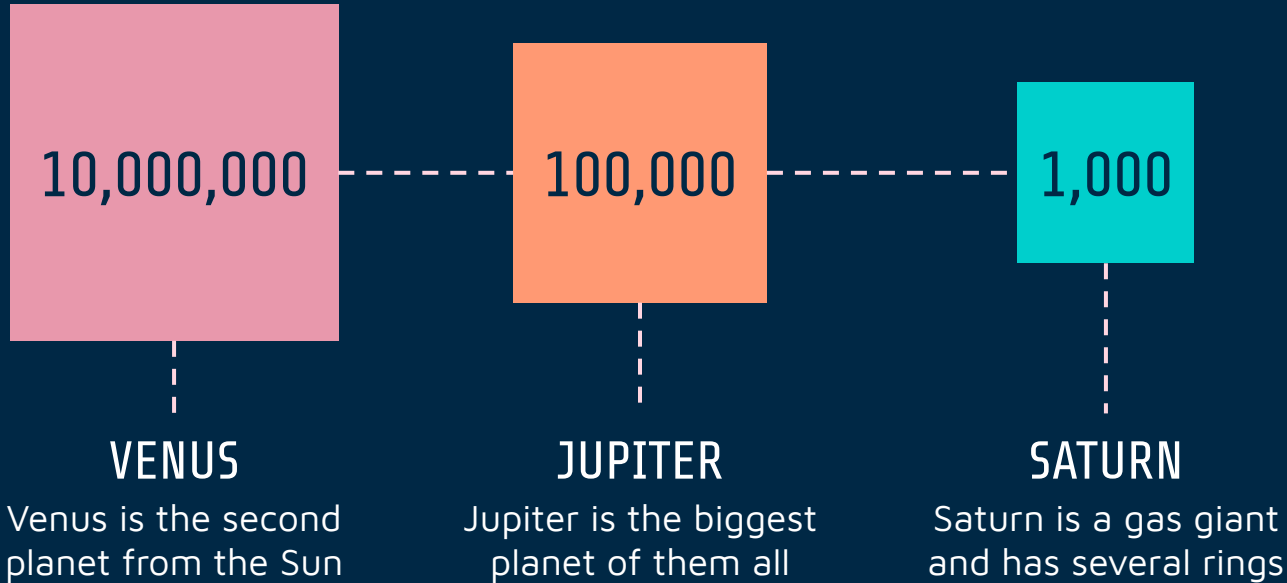 10,000,000
100,000
1,000
VENUS
Venus is the second
planet from the Sun
JUPITER
Jupiter is the biggest
planet of them all
SATURN
Saturn is a gas giant
and has several rings